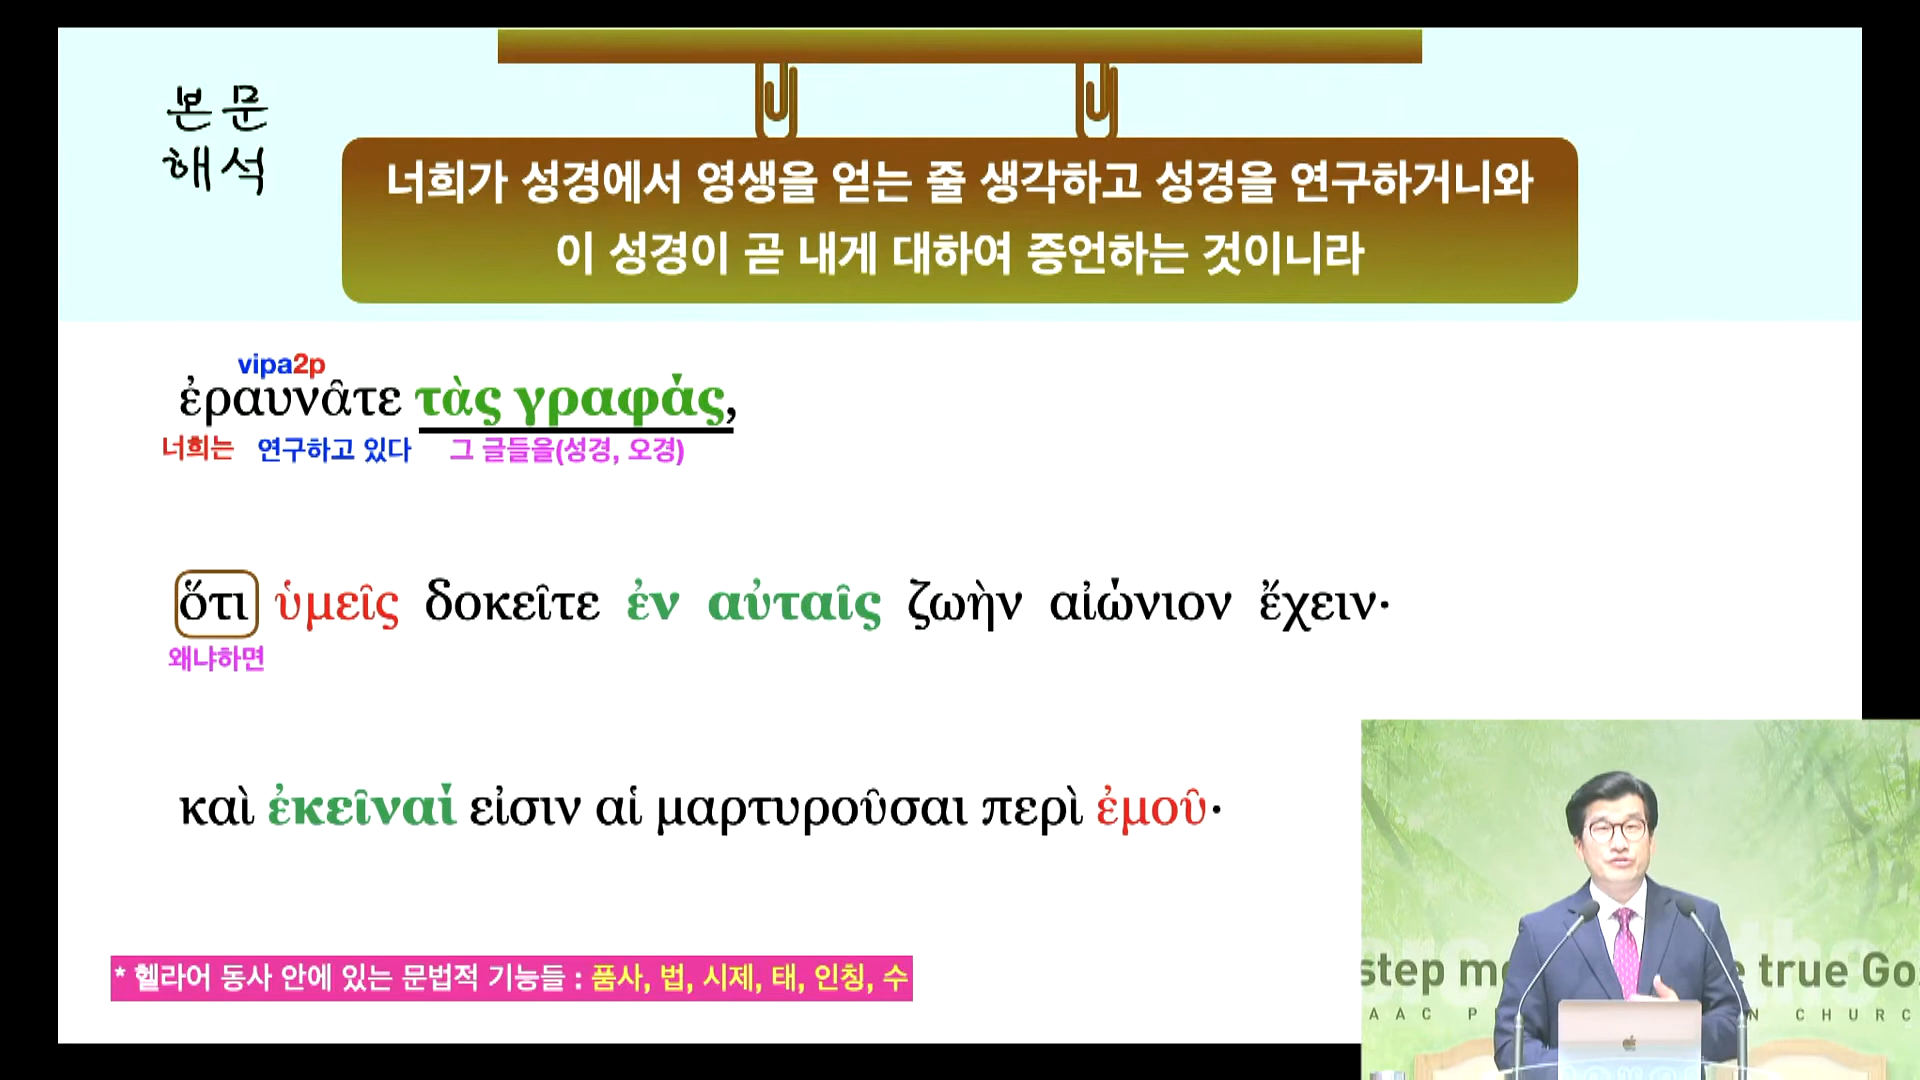 본문
해석
너희가 성경에서 영생을 얻는 줄 생각하고 성경을 연구하거니와
이 성경이 곧 내게 대하여 증언하는 것이니라
vipa2p
ἐραυνᾶτε τὰς γραφάς,
너희는 연구하고 있다 그 글들을(성경, 오경)
ὅτι ὑμεῖς δοκεῖτε ἐν αὐταῖς ζωὴν αἰώνιον ἔχειν·
왜냐하면
καὶ ἐκεῖναί εἰσιν αἱ μαρτυροῦσαι περὶ ἐμοῦ·
* 헬라어 동사 안에 있는 문법적 기능들 : 품사, 법, 시제, 태, 인칭, 수
step true
CHURC